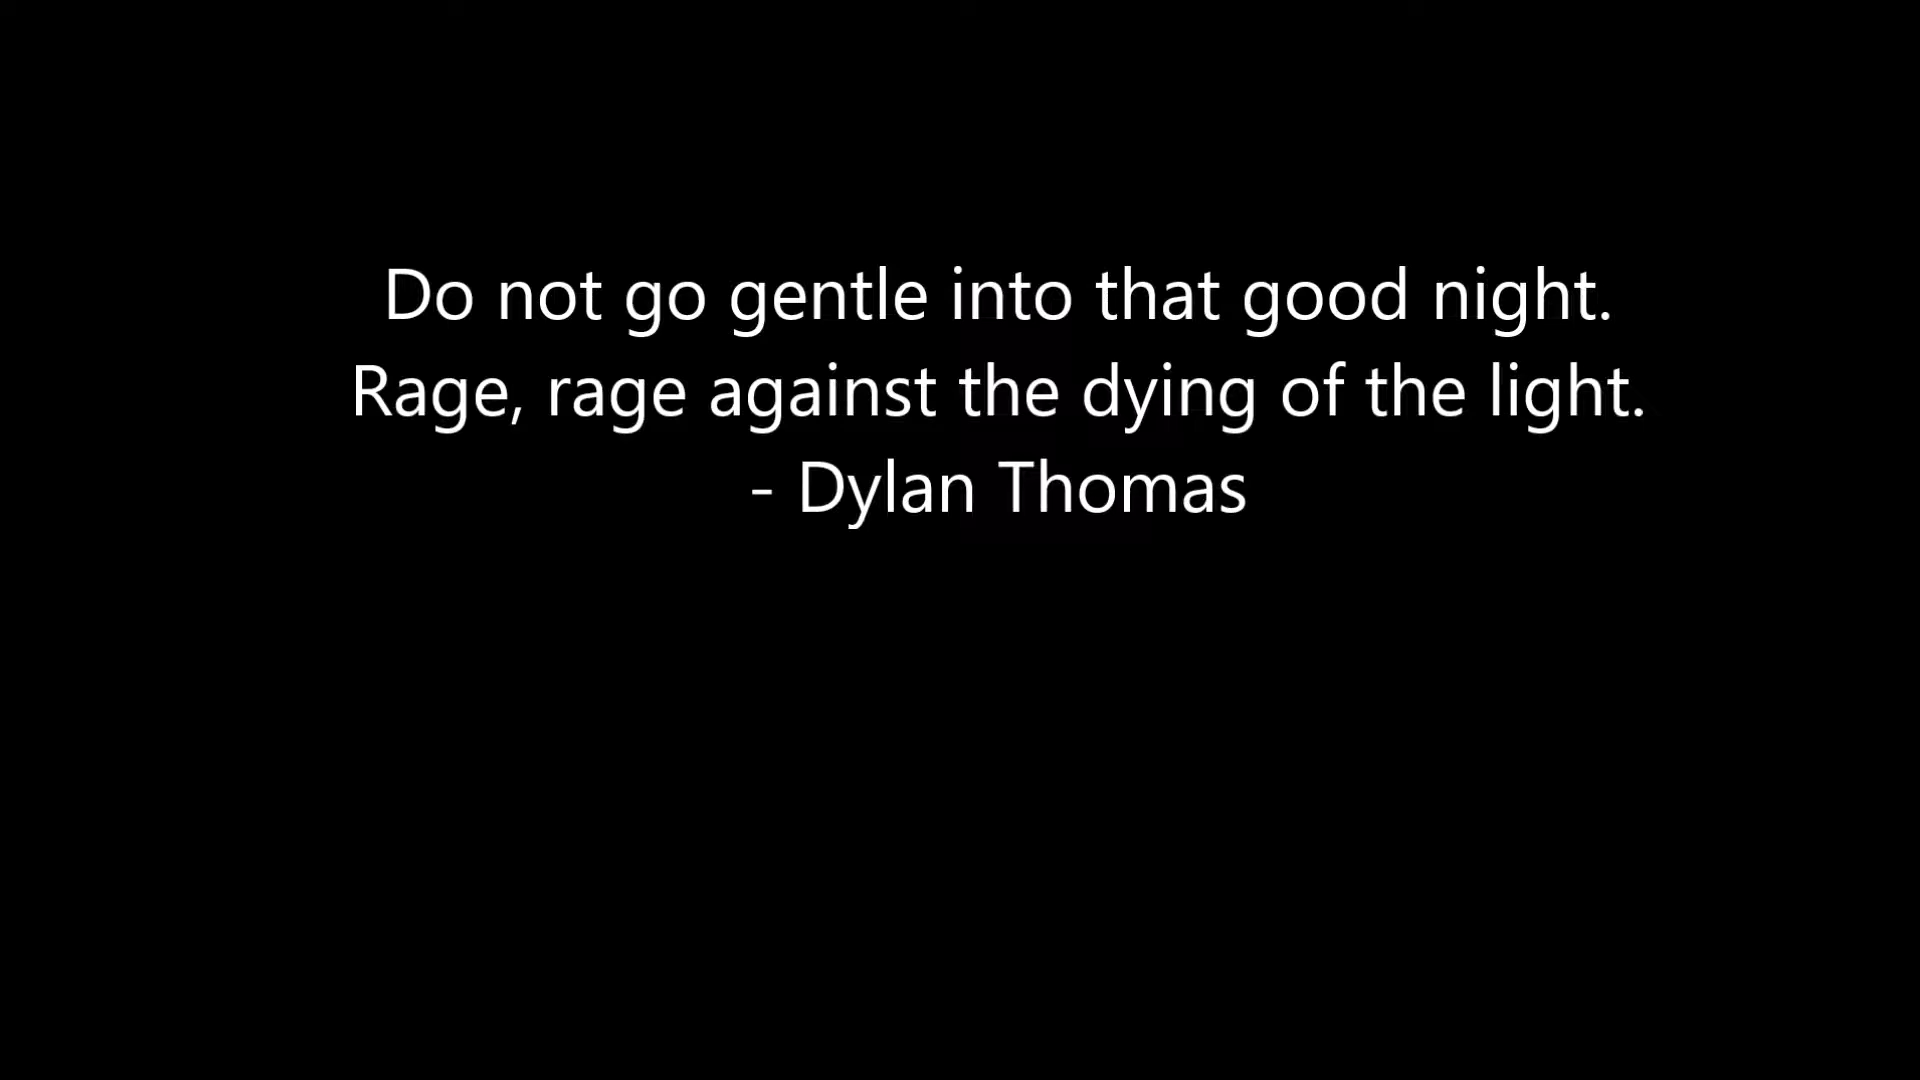 Do not go gentle into that good night.
Rage, rage against the dying of the light.
- Dylan Thomas